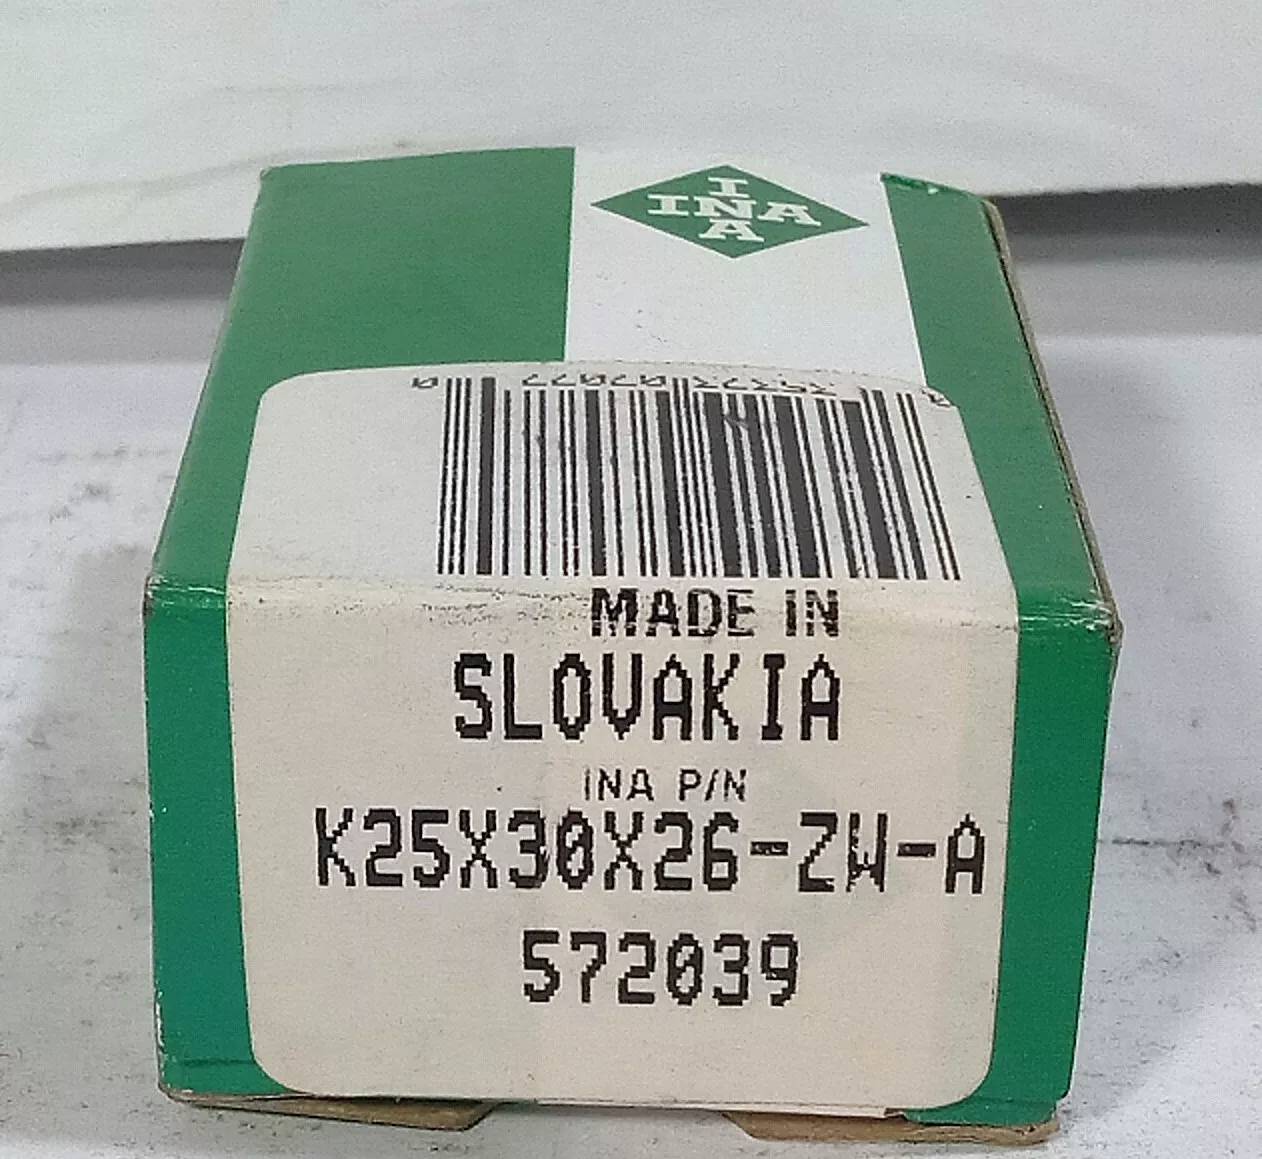 INA
MADE IN
SLOVAKIA
INA P/N
K25X30X26-ZW-A
572039